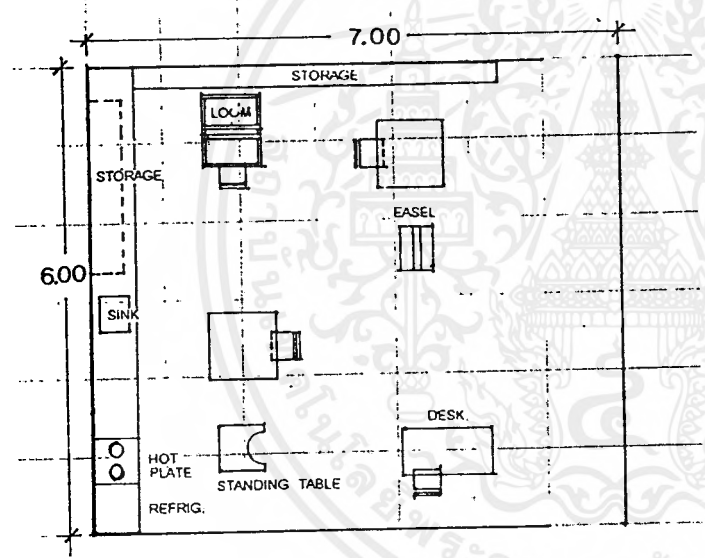 7.00
STORAGE
LOOM
STORAGE
EASEL
6.00
SINK
DESK.
HOT
PLATE
STANDING TABLE
REFRIG.